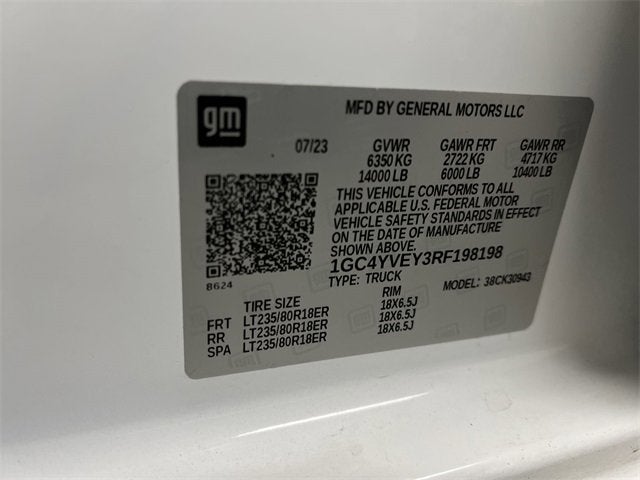 gm
MFD BY GENERAL MOTORS LLC
07/23 GVWR GAWR FRT GAWR RR
6350 KG 2722 KG 4717 KG
14000 LB 6000 LB 10400 LB
THIS VEHICLE CONFORMS TO ALL
APPLICABLE U.S. FEDERAL MOTOR
VEHICLE SAFETY STANDARDS IN EFFECT
ON THE DATE OF MANUFACTURE
SHOWN ABOVE.
1GC4YVEY3RF198198
B624 TYPE: TRUCK MODEL: 38CK30943
TIRE SIZE RIM
FRT LT235/80R18ER 18X6.5J
RR LT235/80R18ER 18X6.5J
SPA LT235/80R18ER 18X6.5J